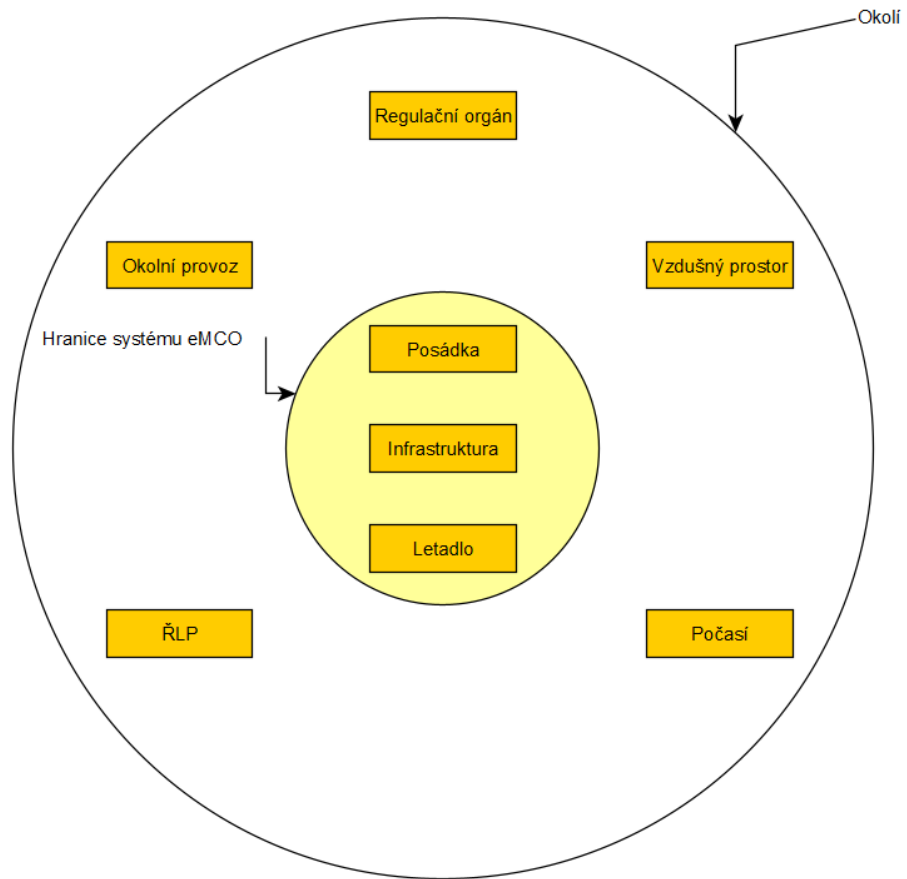 Okolí
Regulační orgán
Okolní provoz
Vzdušný prostor
Hranice systému eMCO
Posádka
Infrastruktura
Letadlo
ŘLP
Počasí